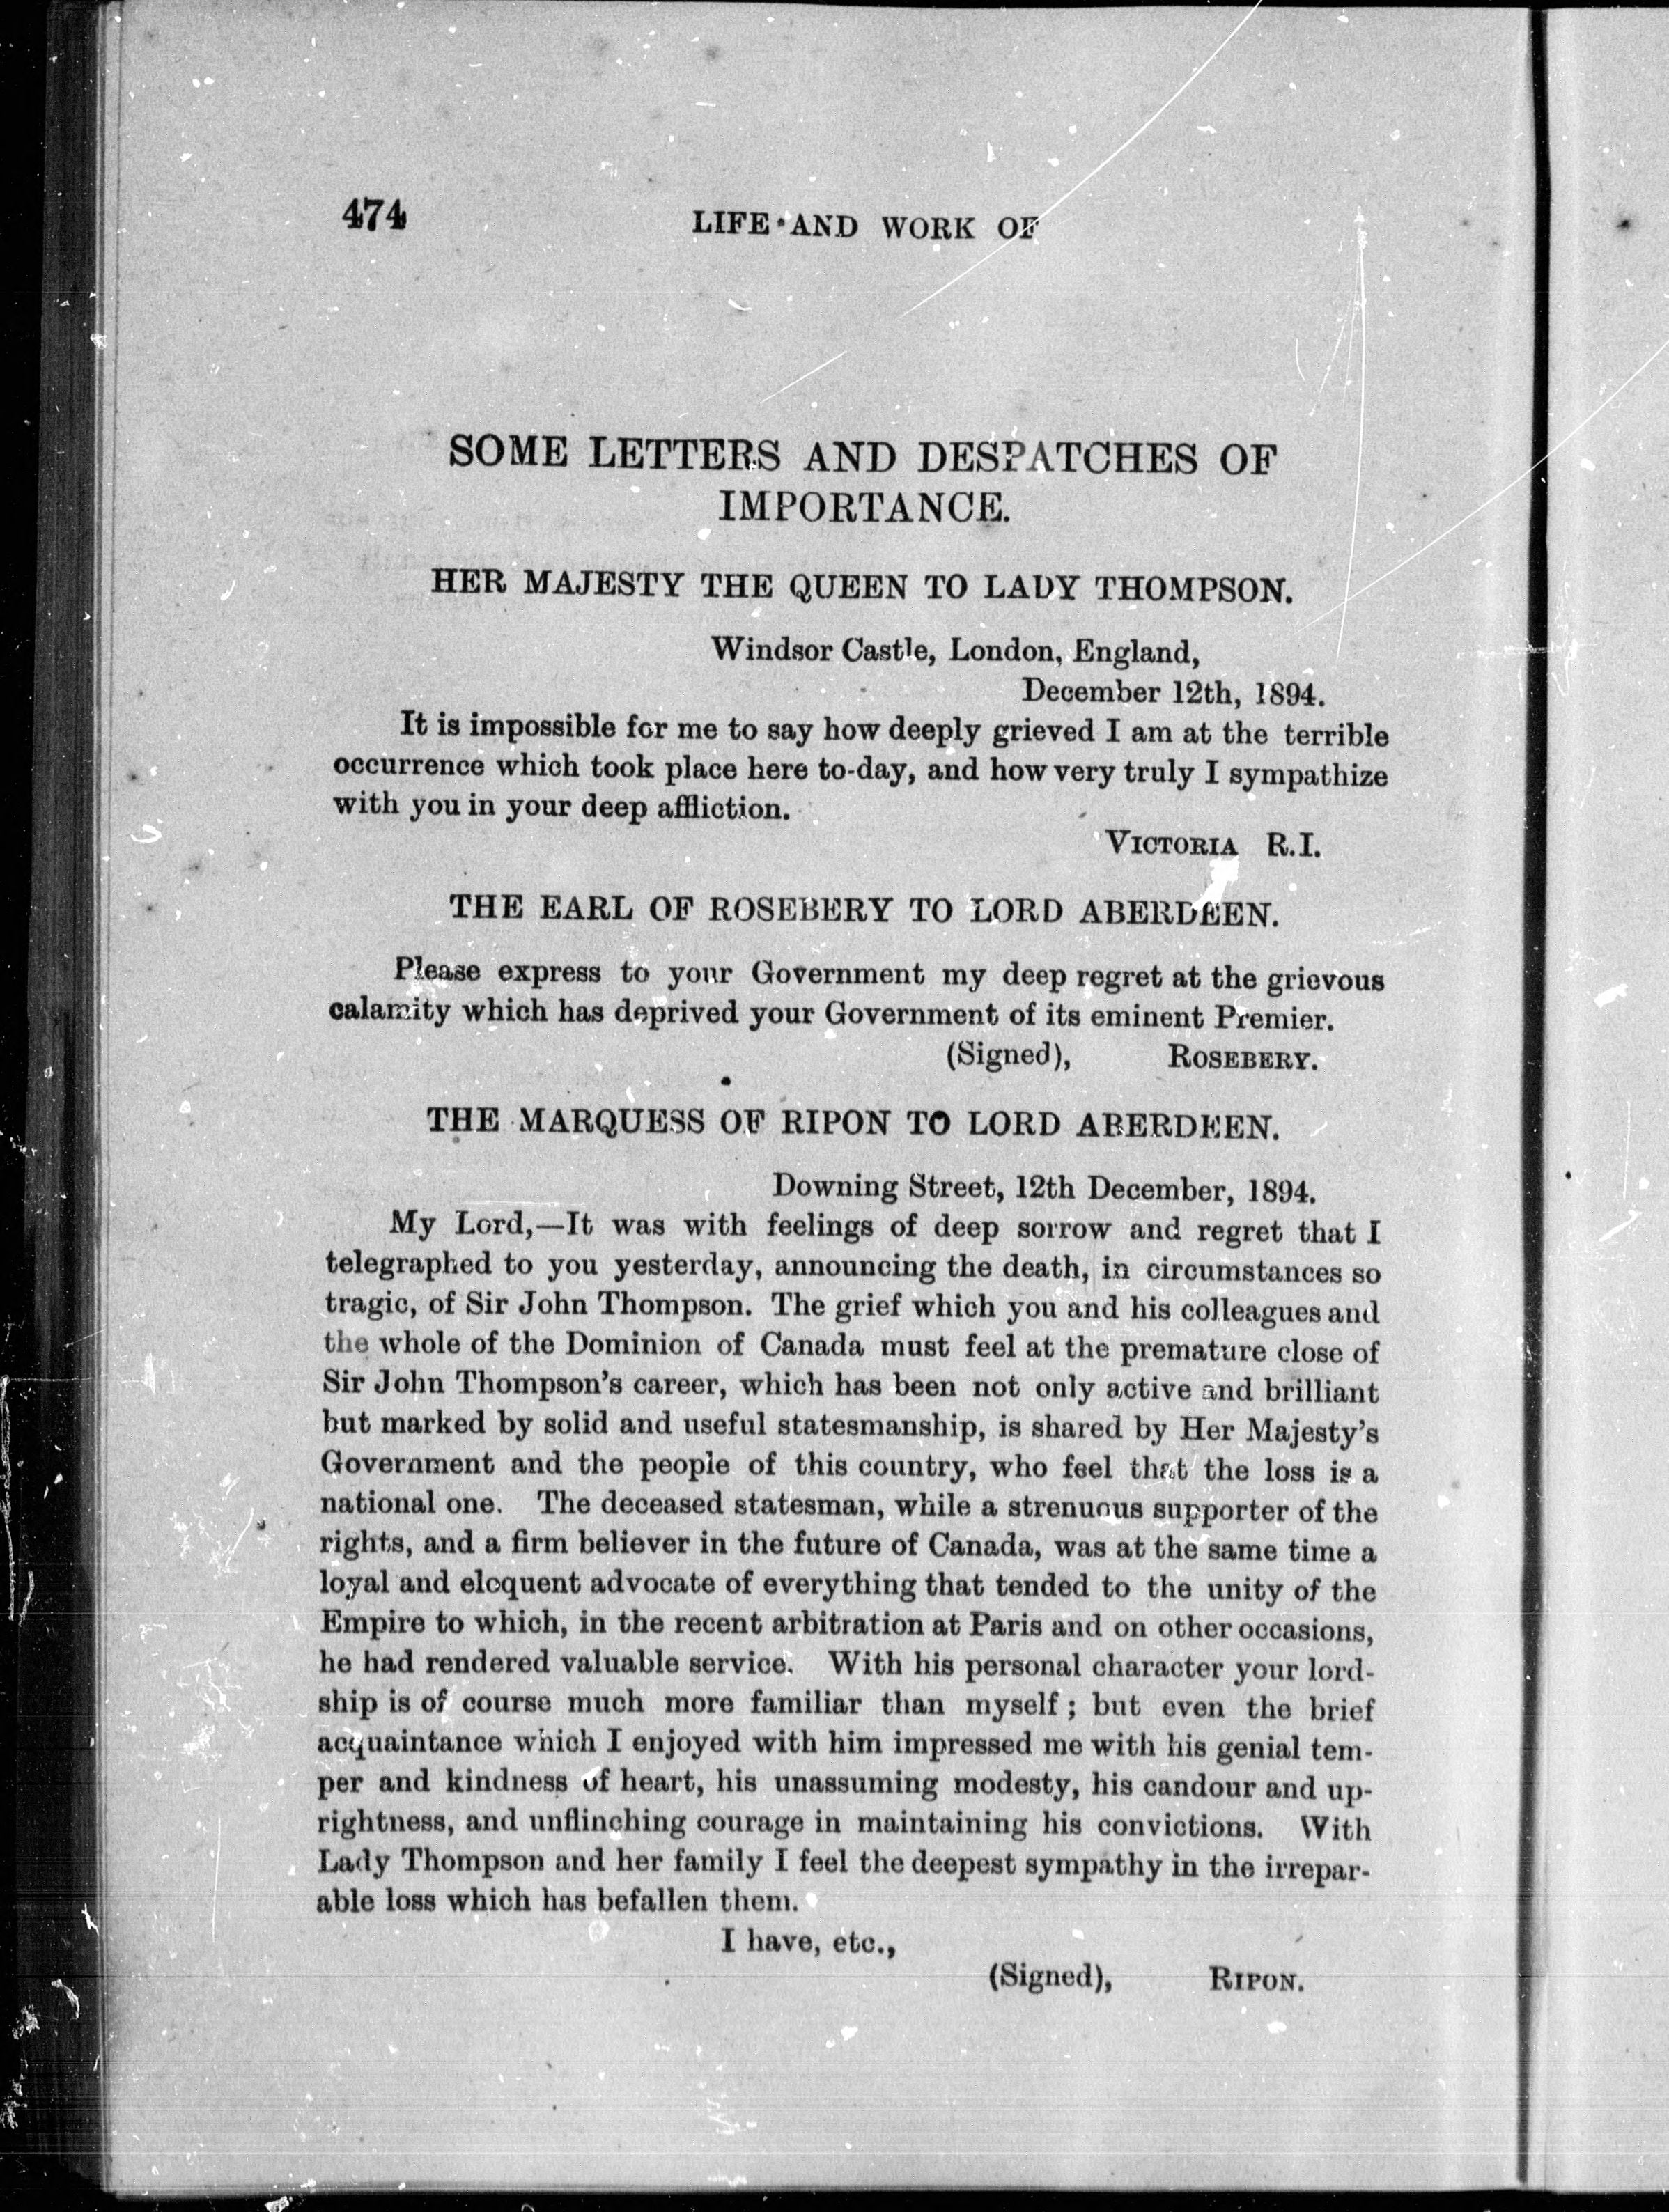 474
LIFE AND WORK OF
SOME LETTERS AND DESPATCHES OF
IMPORTANCE.
HER MAJESTY THE QUEEN TO LADY THOMPSON.
Windsor Castle, London, England,
December 12th, 1894.
It is impossible for me to say how deeply grieved I am at the terrible
occurrence which took place here to-day, and how very truly I sympathize
with you in your deep affliction.
VICTORIA R.I.
THE EARL OF ROSEBERY TO LORD ABERDEEN.
Please express to your Government my deep regret at the grievous
calamity which has deprived your Government of its eminent Premier.
(Signed), ROSEBERY.
THE MARQUESS OF RIPON TO LORD ABERDEEN.
Downing Street, 12th December, 1894.
My Lord,—It was with feelings of deep sorrow and regret that I
telegraphed to you yesterday, announcing the death, in circumstances so
tragic, of Sir John Thompson. The grief which you and his colleagues and
the whole of the Dominion of Canada must feel at the premature close of
Sir John Thompson's career, which has been not only active and brilliant
but marked by solid and useful statesmanship, is shared by Her Majesty's
Government and the people of this country, who feel that the loss is a
national one. The deceased statesman, while a strenuous supporter of the
rights, and a firm believer in the future of Canada, was at the same time a
loyal and eloquent advocate of everything that tended to the unity of the
Empire to which, in the recent arbitration at Paris and on other occasions,
he had rendered valuable service. With his personal character your lord-
ship is of course much more familiar than myself; but even the brief
acquaintance which I enjoyed with him impressed me with his genial tem-
per and kindness of heart, his unassuming modesty, his candour and up-
rightness, and unflinching courage in maintaining his convictions. With
Lady Thompson and her family I feel the deepest sympathy in the irrepar-
able loss which has befallen them.
I have, etc.,
(Signed), RIPON.